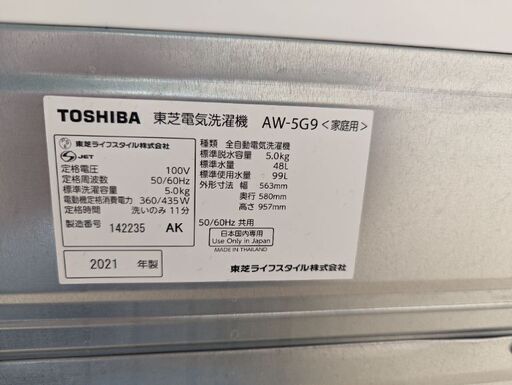 TOSHIBA 東芝電気洗濯機 AW-5G9<家庭用>
東芝ライフスタイル株式会社
S JET
定格電圧 100V
定格周波数 50/60Hz
標準洗濯容量 5.0kg
電動機定格消費電力 360/435W
定格時間 洗いのみ 11分
製造番号 142235 AK
2021 年製
種類 全自動電気洗濯機
標準脱水容量 5.0kg
標準水量 48L
標準使用水量 99L
外形寸法 幅 563mm
奥行 580mm
高さ 957mm
50/60Hz 共用
日本国内専用
Use Only in Japan
MADE IN THAILAND
東芝ライフスタイル株式会社